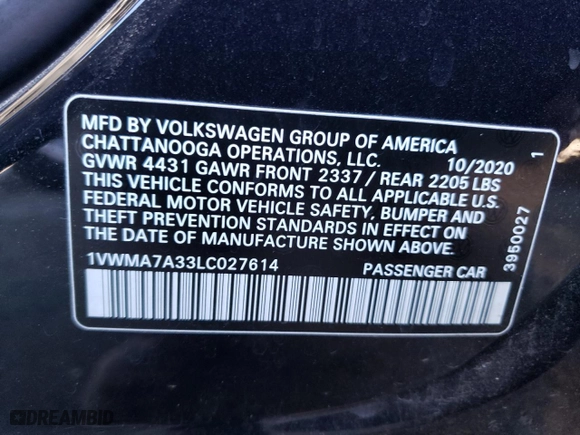 MFD BY VOLKSWAGEN GROUP OF AMERICA
CHATTANOOGA OPERATIONS, LLC. 10/2020 1
GVWR 4431 GAWR FRONT 2337 / REAR 2205 LBS
THIS VEHICLE CONFORMS TO ALL APPLICABLE U.S.
FEDERAL MOTOR VEHICLE SAFETY, BUMPER AND
THEFT PREVENTION STANDARDS IN EFFECT ON
THE DATE OF MANUFACTURE SHOWN ABOVE.
3950027
1VWMA7A33LC027614 PASSENGER CAR
DREAMBID